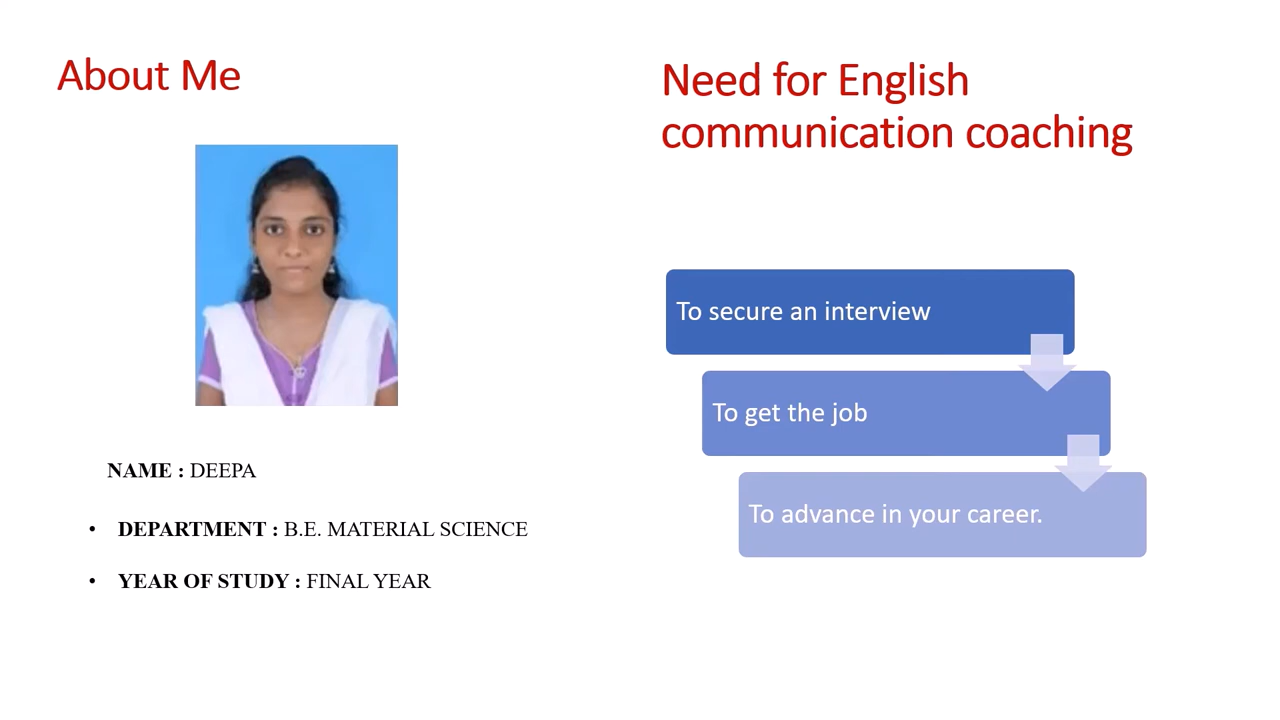 About Me
NAME : DEEPA
• DEPARTMENT : B.E. MATERIAL SCIENCE
• YEAR OF STUDY : FINAL YEAR
Need for English
communication coaching
To secure an interview
To get the job
To advance in your career.